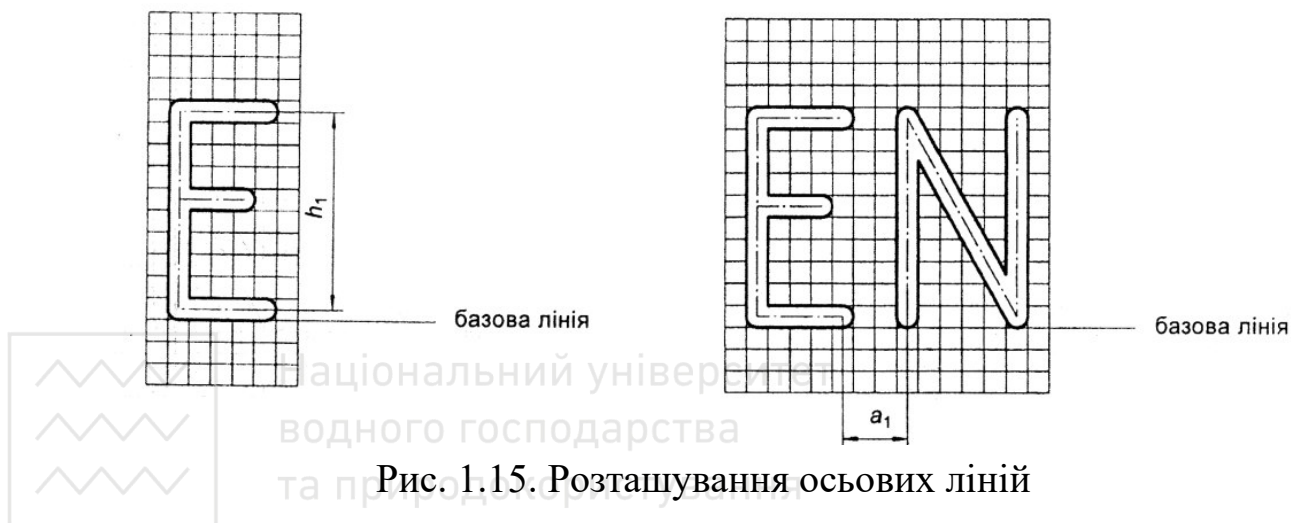 E
h₁
базова лінія
EN
базова лінія
a₁
Національний університет
водного господарства
та природокористування
Рис. 1.15. Розташування осьових ліній